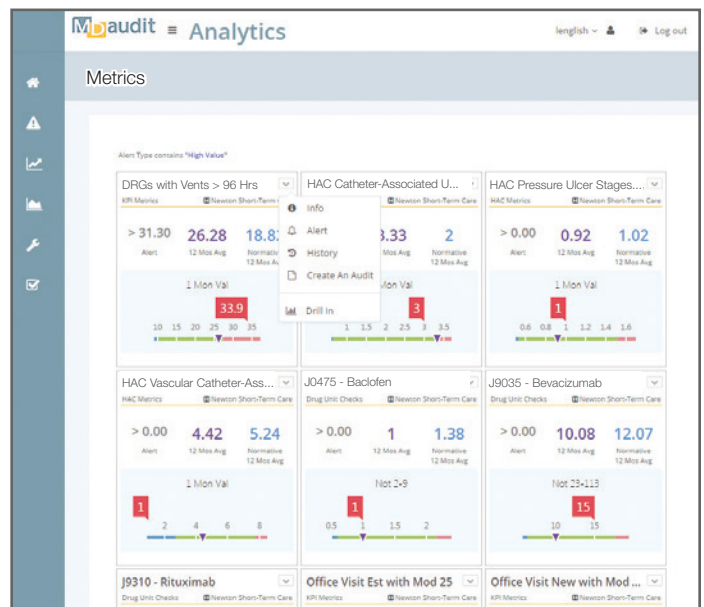 MDaudit Analytics lenglish Log out
Metrics
Alert Type contains "High Value"
DRGs with Vents > 96 Hrs
KPI Metrics Newton Short-Term
> 31.30 26.28 18.8
Alert 12 Mos Avg Normative
12 Mos Av
1 Mon Val
33.9
10 15 20 25 30 35
Info
Alert
History
Create An Audit
Drill In
HAC Catheter-Associated U...
Newton Short-Term Care
3.33 2
Mos Avg Normative
12 Mos Avg
Mon Val
3
1 1.5 2 2.5 3 3.5
HAC Pressure Ulcer Stages....
HAC Metrics Newton Short-Term Care
> 0.00 0.92 1.02
Alert 12 Mos Avg Normative
12 Mos Avg
1 Mon Val
1
0.6 0.8 1 1.2 1.4 1.6
HAC Vascular Catheter-Ass...
HAC Metrics Newton Short-Term Care
> 0.00 4.42 5.24
Alert 12 Mos Avg Normative
12 Mos Avg
1 Mon Val
1
2 4 6 8
J0475 - Baclofen
Drug Unit Checks Newton Short-Term Care
> 0.00 1 1.38
Alert 12 Mos Avg Normative
12 Mos Avg
Not 2-9
1
0.5 1 1.5 2
J9035 - Bevacizumab
Drug Unit Checks Newton Short-Term Care
> 0.00 10.08 12.07
Alert 12 Mos Avg Normative
12 Mos Avg
Not 23-113
15
10 15
J9310 - Rituximab
Drug Unit Checks Newton Short-Term Care
Office Visit Est with Mod 25
KPI Metrics Newton Short-Term Care
Office Visit New with Mod ...
KPI Metrics Newton Short-Term Care